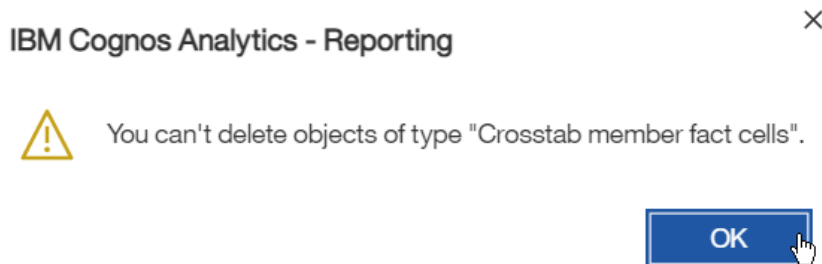 IBM Cognos Analytics - Reporting
You can't delete objects of type "Crosstab member fact cells".
OK